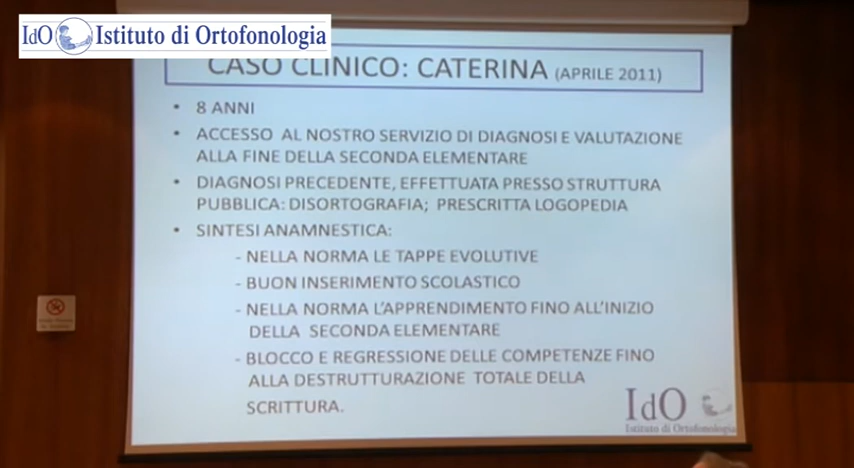 IdO Istituto di Ortofonologia
CASO CLINICO: CATERINA (APRILE 2011)
• 8 ANNI
• ACCESSO AL NOSTRO SERVIZIO DI DIAGNOSI E VALUTAZIONE
ALLA FINE DELLA SECONDA ELEMENTARE
• DIAGNOSI PRECEDENTE, EFFETTUATA PRESSO STRUTTURA
PUBBLICA: DISORTOGRAFIA; PRESCRITTA LOGOPEDIA
• SINTESI ANAMNESTICA:
- NELLA NORMA LE TAPPE EVOLUTIVE
- BUON INSERIMENTO SCOLASTICO
- NELLA NORMA L'APPRENDIMENTO FINO ALL'INIZIO
DELLA SECONDA ELEMENTARE
- BLOCCO E REGRESSIONE DELLE COMPETENZE FINO
ALLA DESTRUTTURAZIONE TOTALE DELLA
SCRITTURA.
IdO
Istituto di Ortofonologia